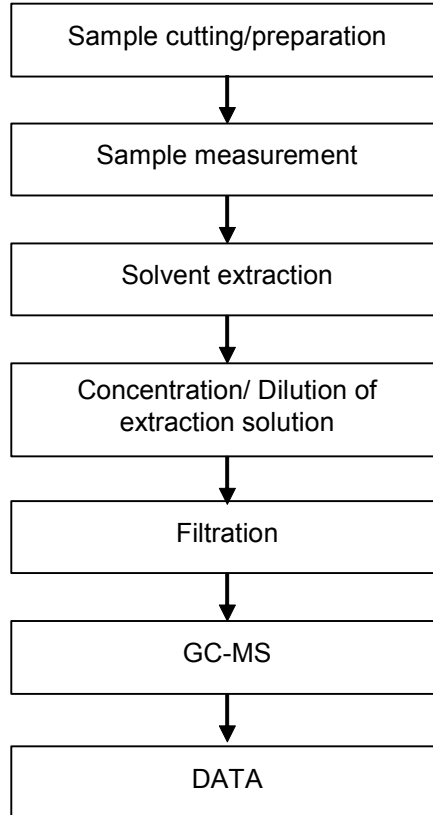 Sample cutting/preparation
Sample measurement
Solvent extraction
Concentration/ Dilution of
extraction solution
Filtration
GC-MS
DATA